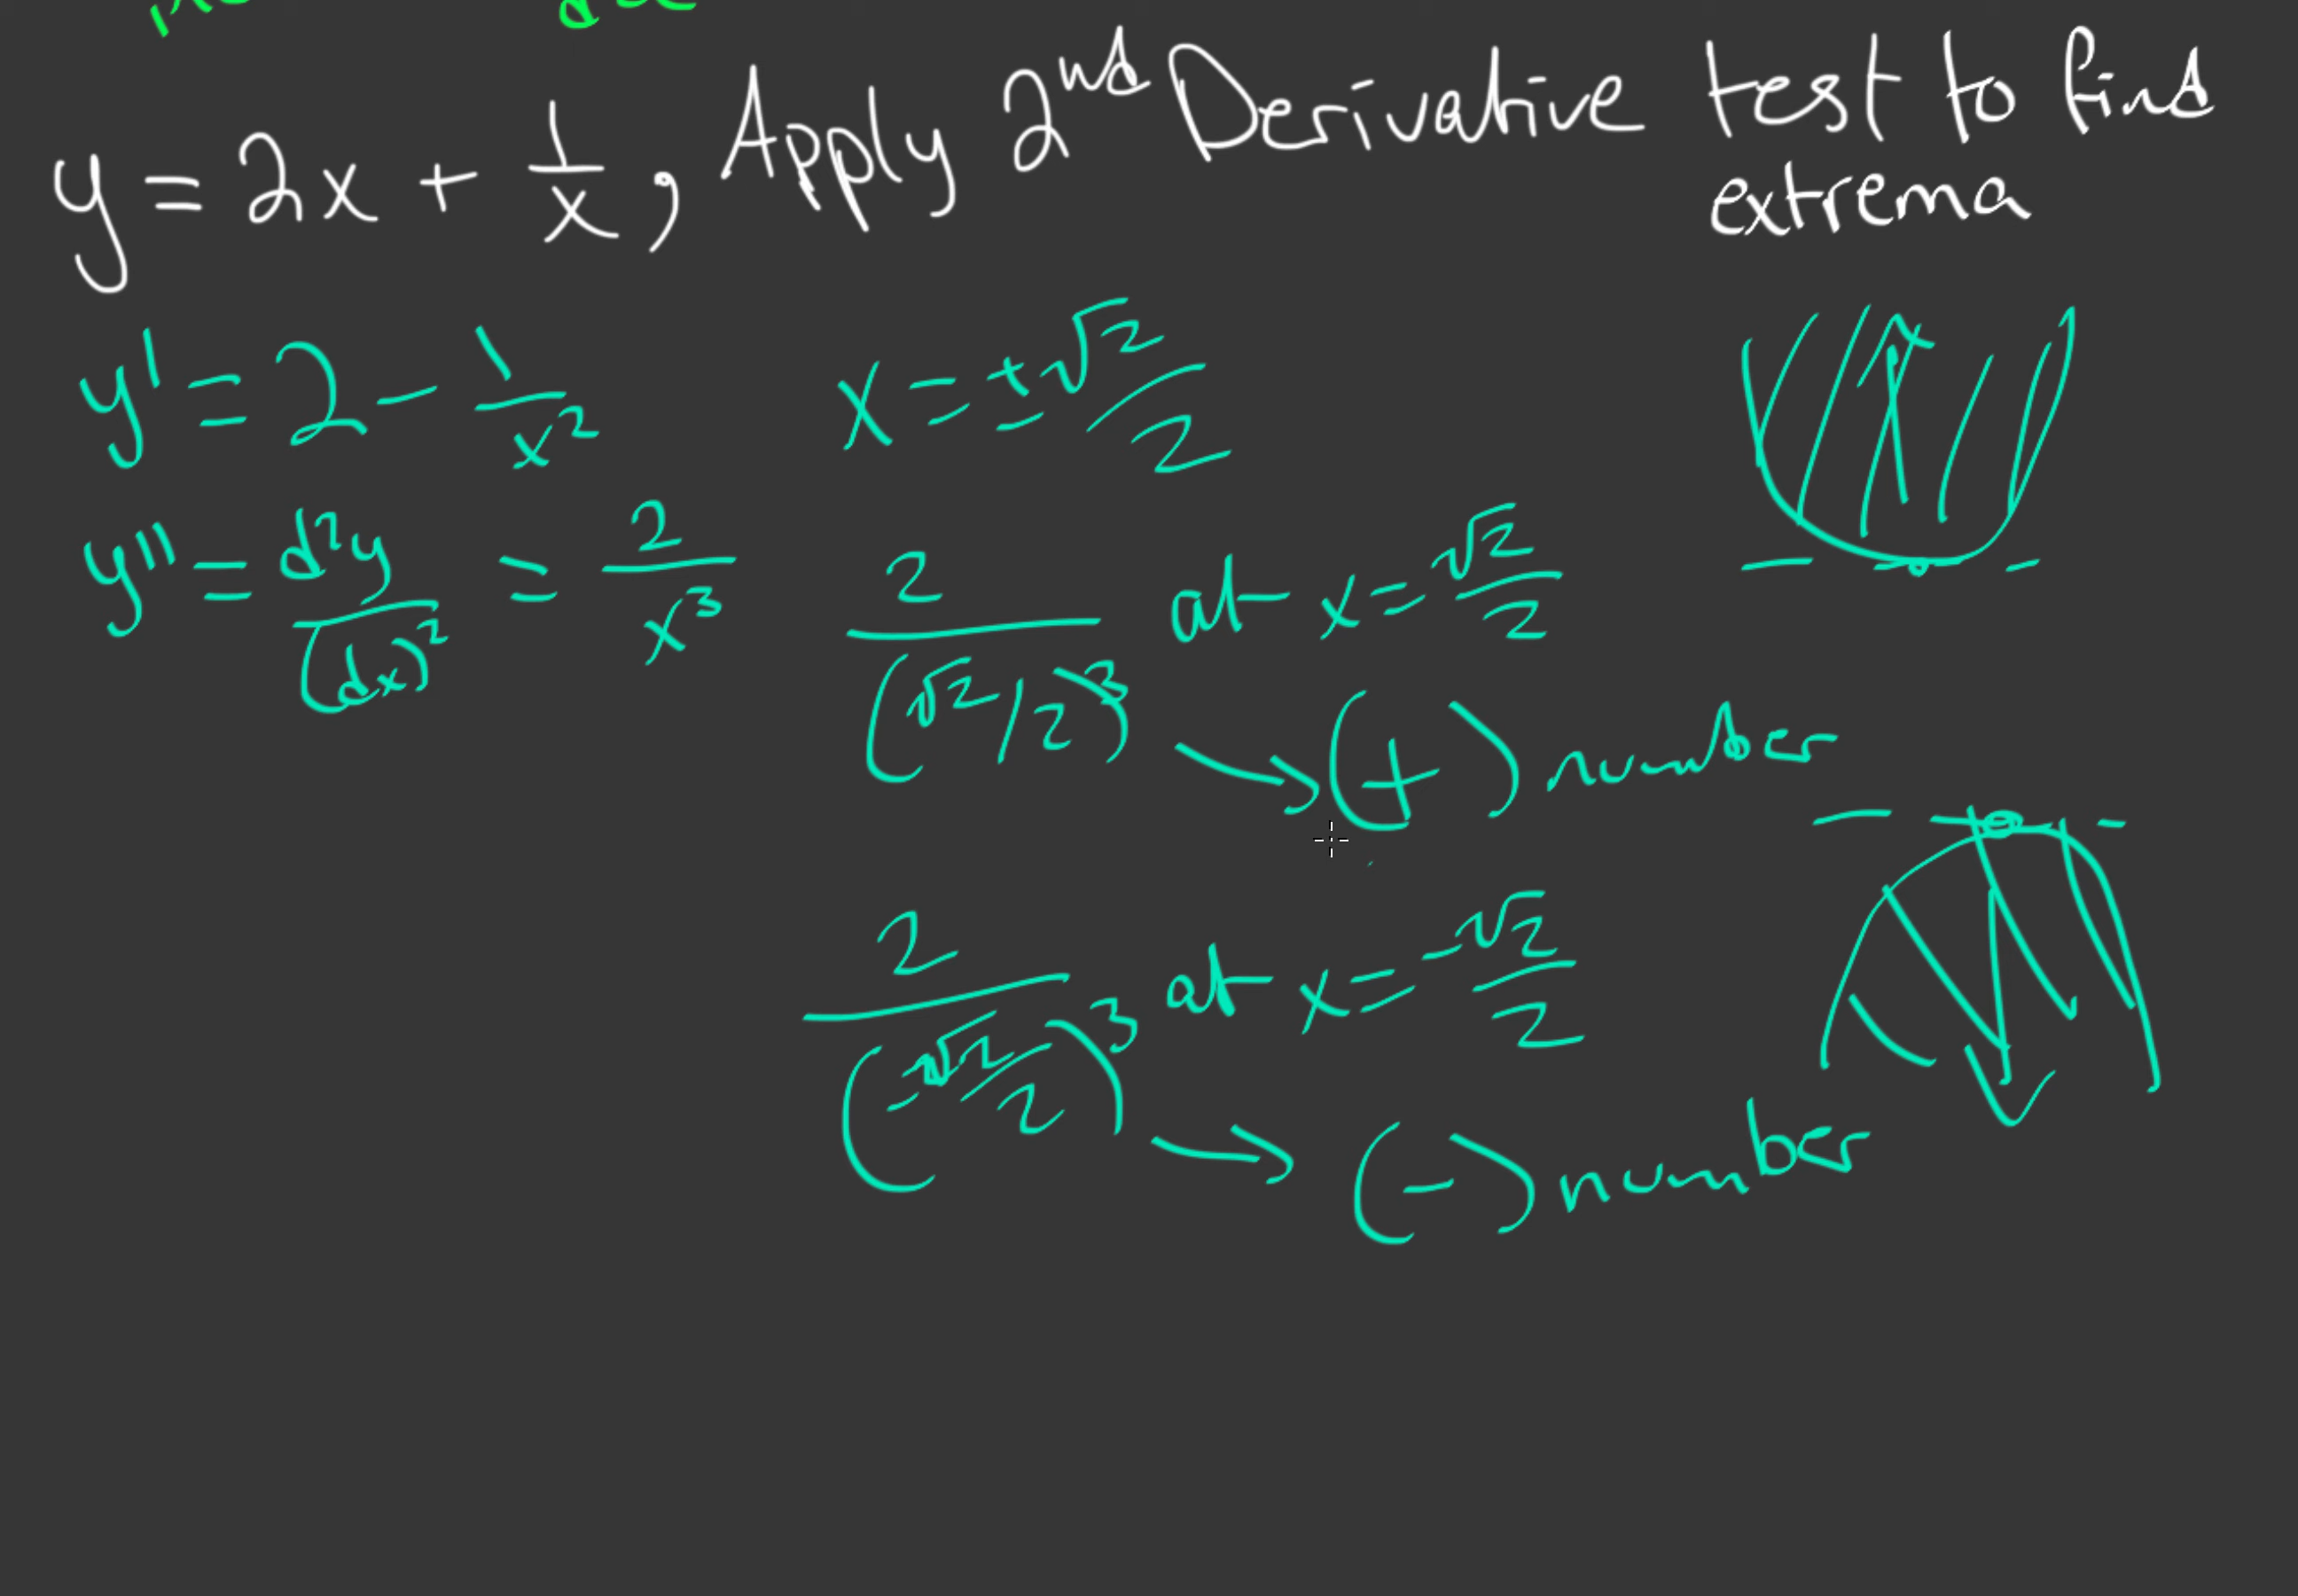 y = 2x + 1/x, Apply 2nd Derivative test to find
extrema
y' = 2 - 1/x²
x = ±√2/2
y'' = d²y/(dx)² = 2/x³
2/(√2/2)³ at x = √2/2
→ (+) number
2/(-√2/2)³ at x = -√2/2
→ (-) number